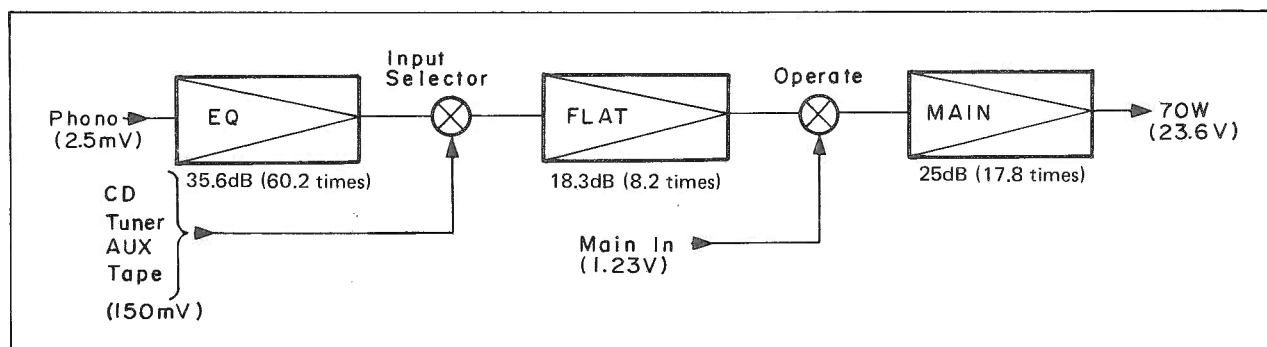 Input
Selector
Operate
Phono
(2.5mV)
EQ
FLAT
MAIN
70W
(23.6V)
35.6dB (60.2 times)
18.3dB (8.2 times)
25dB (17.8 times)
CD
Tuner
AUX
Tape
(150mV)
Main In
(1.23V)